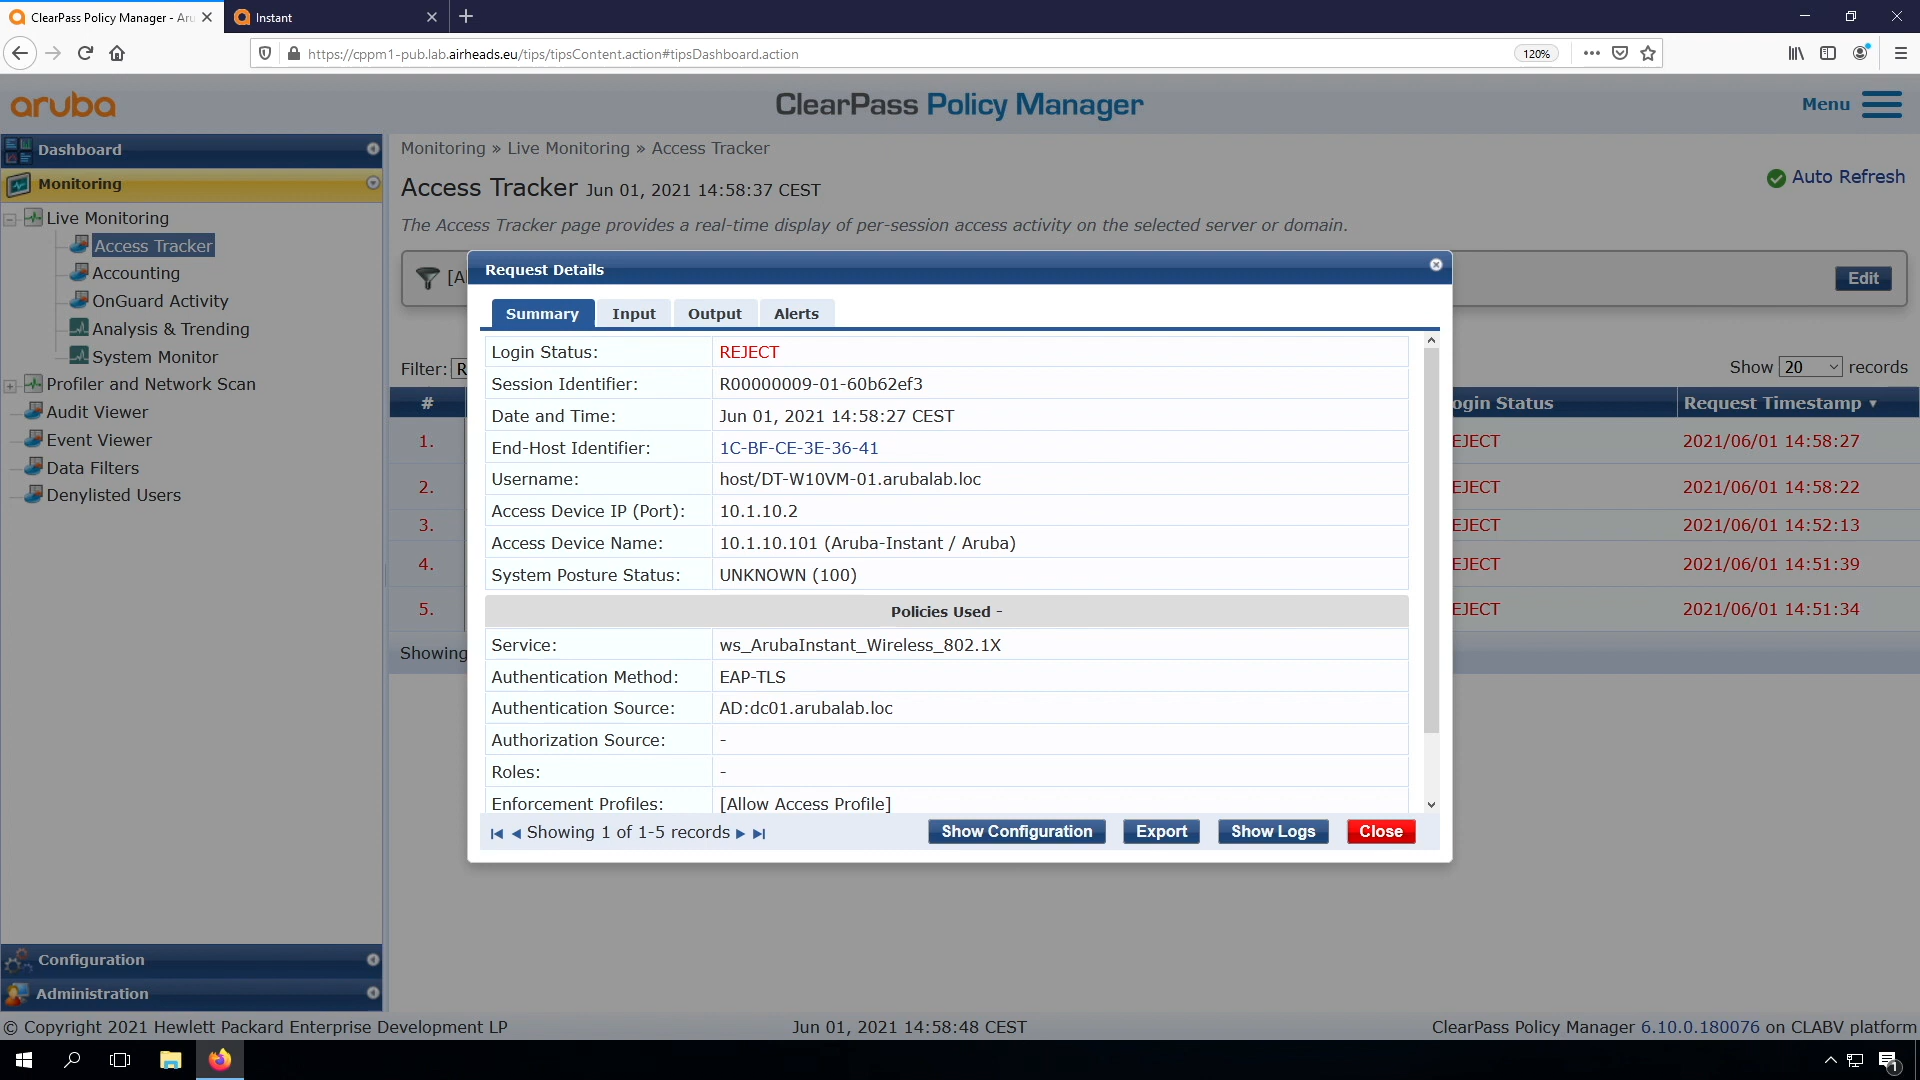 ClearPass Policy Manager - Aru
Instant
https://cppm1-pub.lab.airheads.eu/tips/tipsContent.action#tipsDashboard.action
120%
aruba
ClearPass Policy Manager
Menu
Dashboard
Monitoring
Live Monitoring
Access Tracker
Accounting
OnGuard Activity
Analysis & Trending
System Monitor
Profiler and Network Scan
Audit Viewer
Event Viewer
Data Filters
Denylisted Users
Configuration
Administration
Monitoring » Live Monitoring » Access Tracker
Access Tracker Jun 01, 2021 14:58:37 CEST
Auto Refresh
The Access Tracker page provides a real-time display of per-session access activity on the selected server or domain.
[A
Edit
Filter: R
Show 20 records
# ogin Status Request Timestamp ▼
1. EJECT 2021/06/01 14:58:27
2. EJECT 2021/06/01 14:58:22
3. EJECT 2021/06/01 14:52:13
4. EJECT 2021/06/01 14:51:39
5. EJECT 2021/06/01 14:51:34
Showing
Request Details
Summary Input Output Alerts
Login Status: REJECT
Session Identifier: R00000009-01-60b62ef3
Date and Time: Jun 01, 2021 14:58:27 CEST
End-Host Identifier: 1C-BF-CE-3E-36-41
Username: host/DT-W10VM-01.arubalab.loc
Access Device IP (Port): 10.1.10.2
Access Device Name: 10.1.10.101 (Aruba-Instant / Aruba)
System Posture Status: UNKNOWN (100)
Policies Used -
Service: ws_ArubaInstant_Wireless_802.1X
Authentication Method: EAP-TLS
Authentication Source: AD:dc01.arubalab.loc
Authorization Source: -
Roles: -
Enforcement Profiles: [Allow Access Profile]
Showing 1 of 1-5 records
Show Configuration Export Show Logs Close
© Copyright 2021 Hewlett Packard Enterprise Development LP
Jun 01, 2021 14:58:48 CEST
ClearPass Policy Manager 6.10.0.180076 on CLABV platform
1